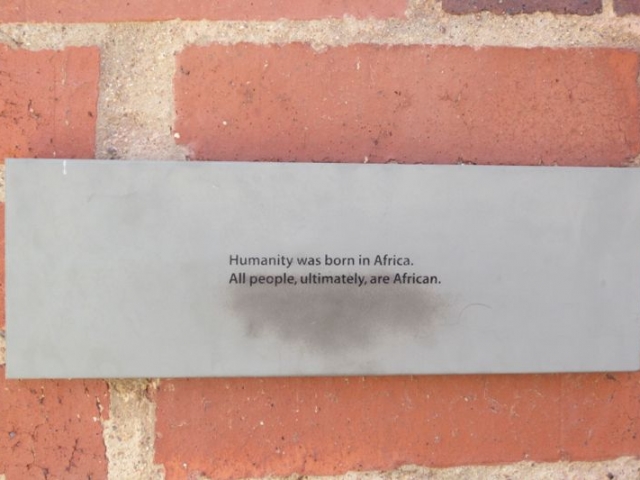 Humanity was born in Africa.
All people, ultimately, are African.